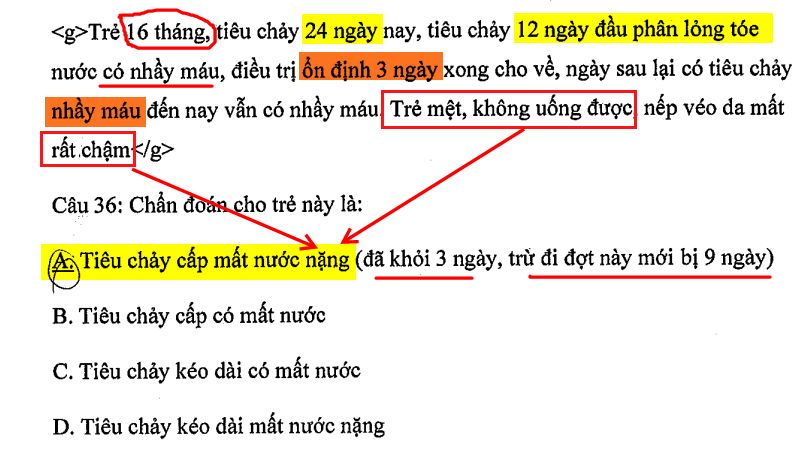 <g>Trẻ 16 tháng, tiêu chảy 24 ngày nay, tiêu chảy 12 ngày đầu phân lỏng tóe
nước có nhầy máu, điều trị ổn định 3 ngày xong cho về, ngày sau lại có tiêu chảy
nhầy máu đến nay vẫn có nhầy máu. Trẻ mệt, không uống được, nếp véo da mất
rất chậm</g>
Câu 36: Chẩn đoán cho trẻ này là:
A. Tiêu chảy cấp mất nước nặng (đã khỏi 3 ngày, trừ đi đợt này mới bị 9 ngày)
B. Tiêu chảy cấp có mất nước
C. Tiêu chảy kéo dài có mất nước
D. Tiêu chảy kéo dài mất nước nặng